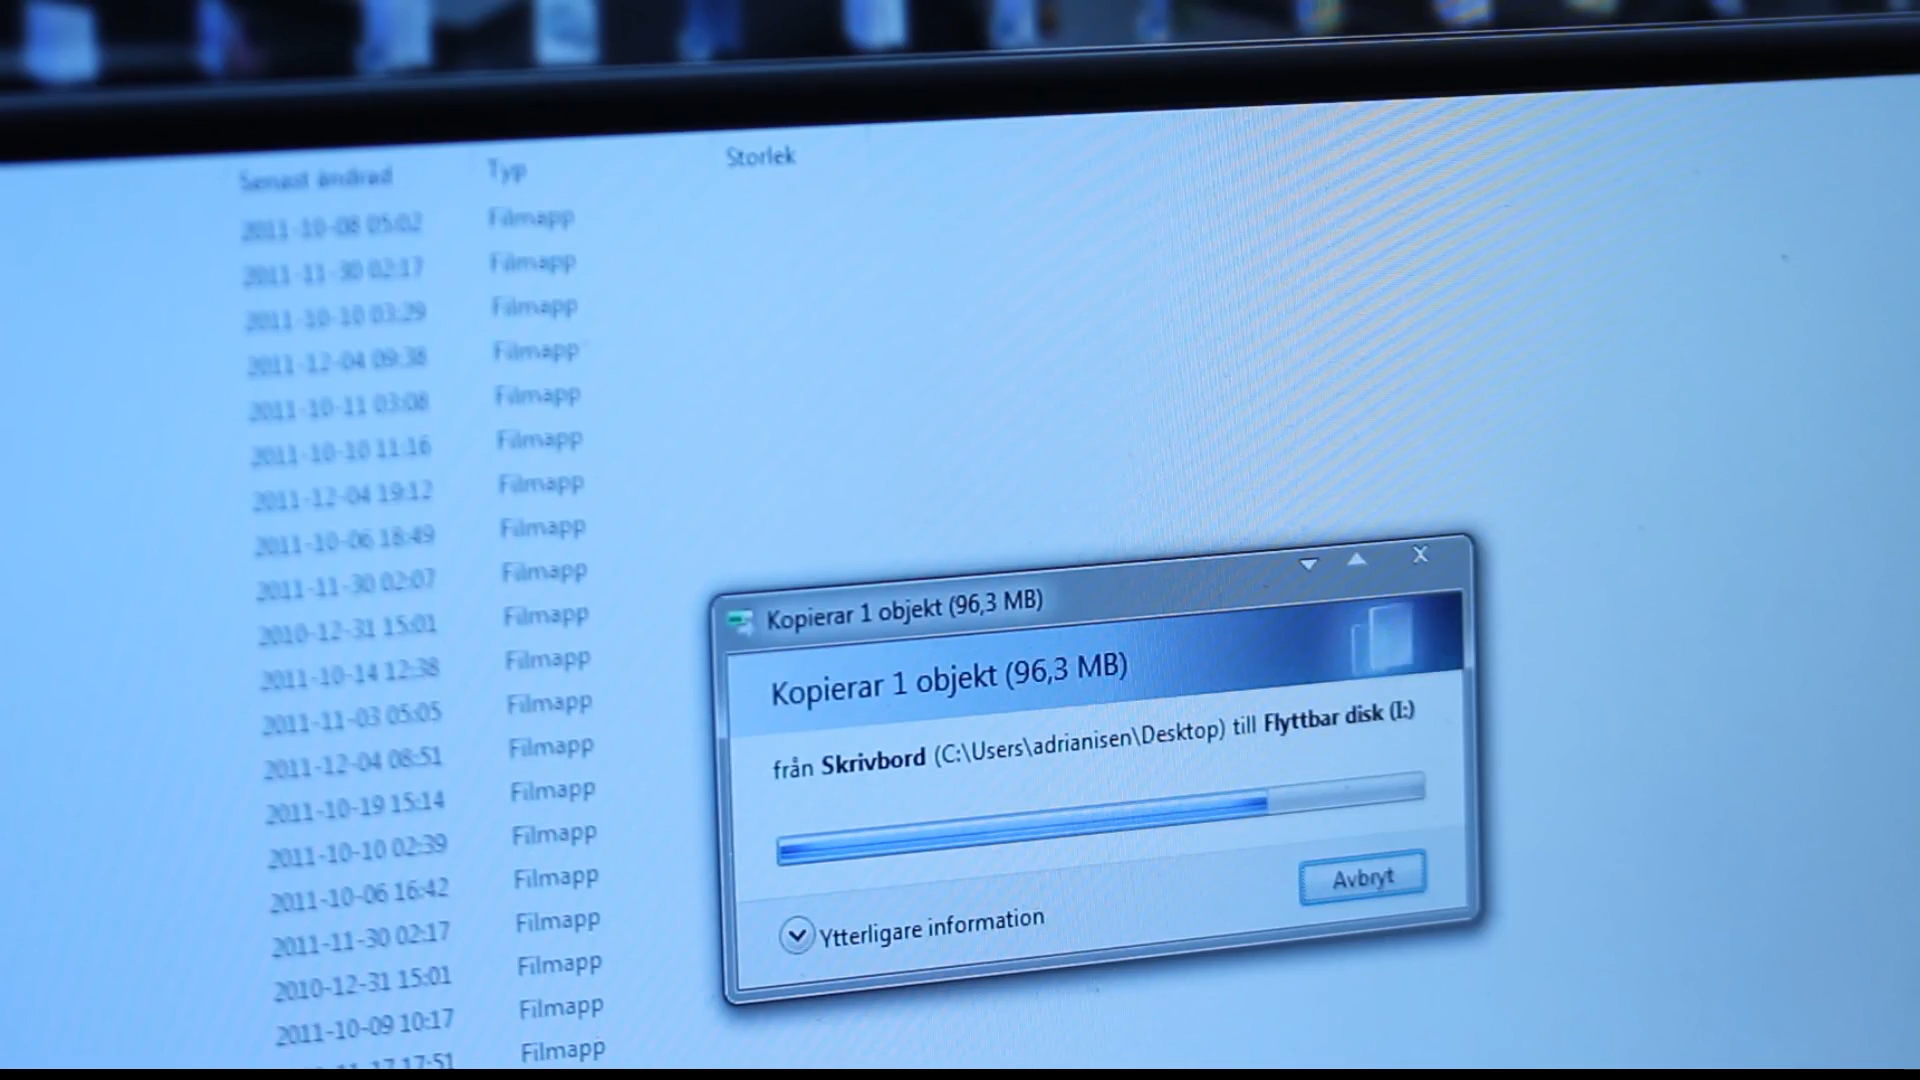 Senast ändrad Typ Storlek
2011-10-08 05:02 Filmapp
2011-11-30 02:17 Filmapp
2011-10-10 03:29 Filmapp
2011-12-04 09:38 Filmapp
2011-10-11 03:08 Filmapp
2011-10-10 11:16 Filmapp
2011-12-04 19:12 Filmapp
2011-10-06 18:49 Filmapp
2011-11-30 02:07 Filmapp
2010-12-31 15:01 Filmapp
2011-10-14 12:38 Filmapp
2011-11-03 05:05 Filmapp
2011-12-04 08:51 Filmapp
2011-10-19 15:14 Filmapp
2011-10-10 02:39 Filmapp
2011-10-06 16:42 Filmapp
2011-11-30 02:17 Filmapp
2010-12-31 15:01 Filmapp
2011-10-09 10:17 Filmapp
17:51 Filmapp
Kopierar 1 objekt (96,3 MB)
Kopierar 1 objekt (96,3 MB)
från Skrivbord (C:\Users\adrianisen\Desktop) till Flyttbar disk (I:)
Avbryt
Ytterligare information